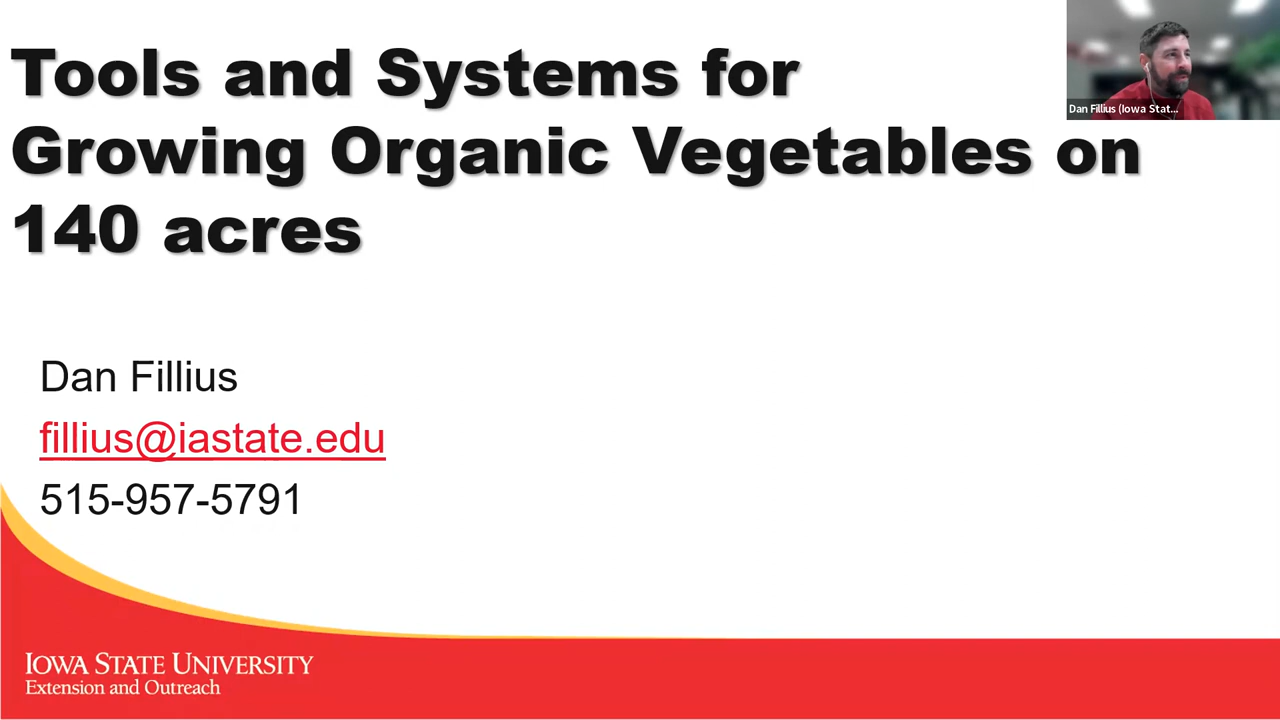 Tools and Systems for
Growing Organic Vegetables on
140 acres
Dan Fillius (Iowa Stat...
Dan Fillius
fillius@iastate.edu
515-957-5791
IOWA STATE UNIVERSITY
Extension and Outreach